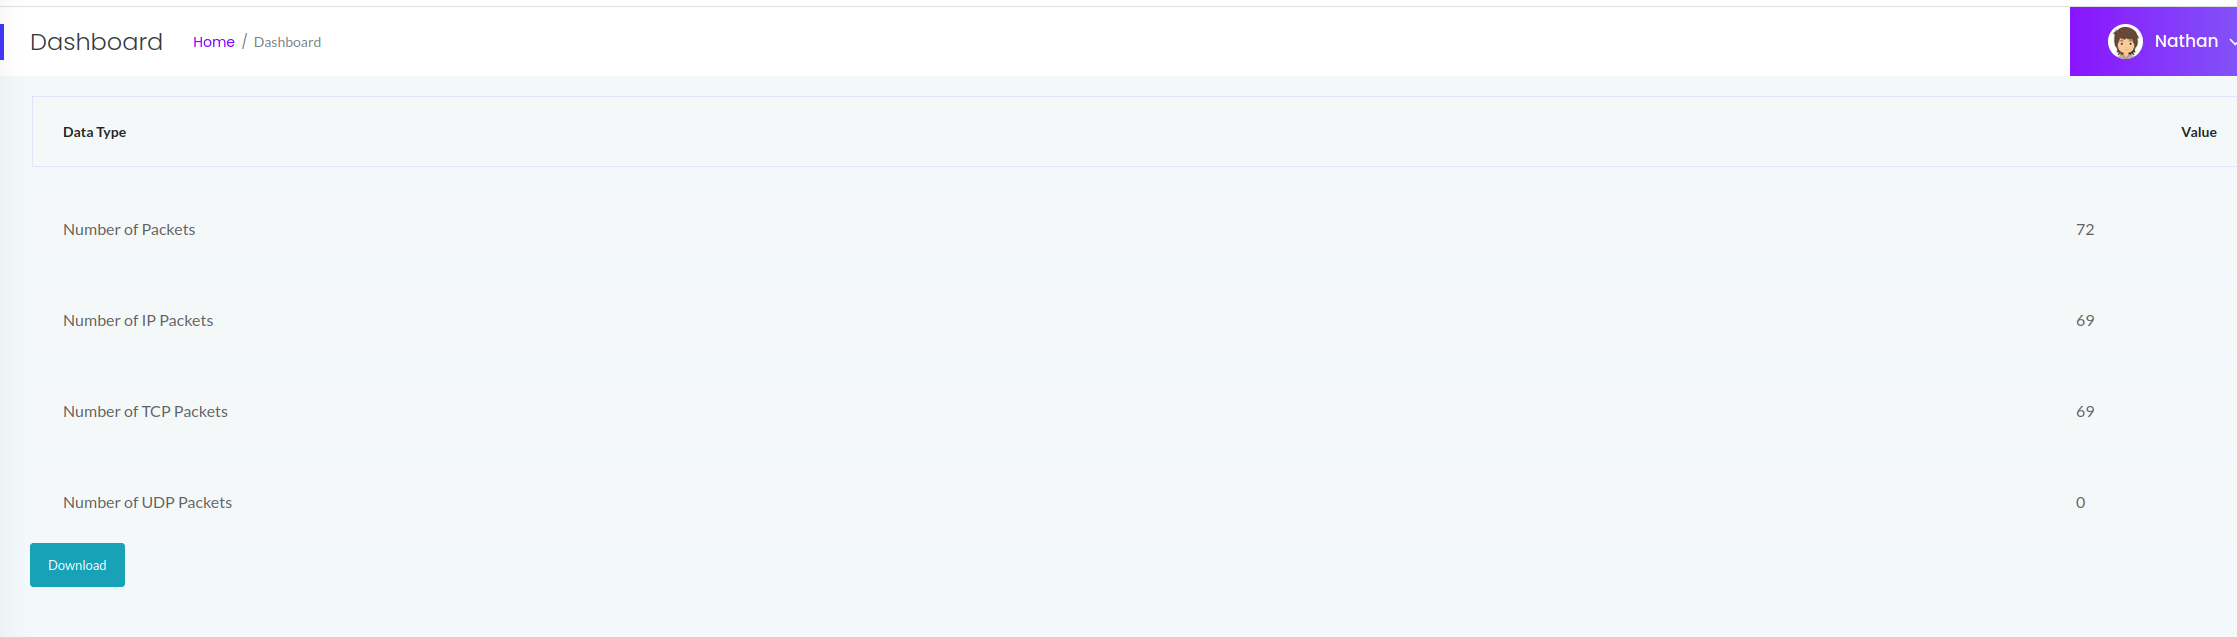 Dashboard Home / Dashboard Nathan
Data Type Value
Number of Packets 72
Number of IP Packets 69
Number of TCP Packets 69
Number of UDP Packets 0
Download